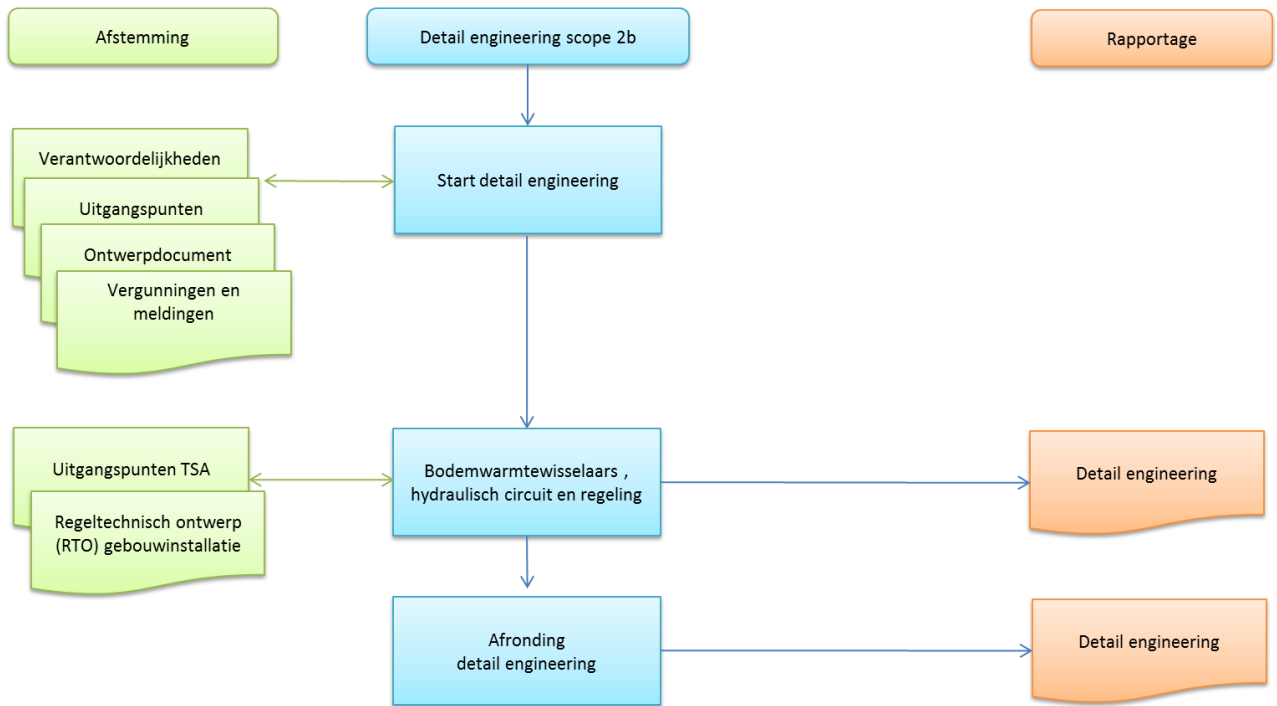 Afstemming
Detail engineering scope 2b
Rapportage
Verantwoordelijkheden
Uitgangspunten
Ontwerpdocument
Vergunningen en
meldingen
Start detail engineering
Uitgangspunten TSA
Regeltechnisch ontwerp
(RTO) gebouwinstallatie
Bodemwarmtewisselaars ,
hydraulisch circuit en regeling
Detail engineering
Afronding
detail engineering
Detail engineering